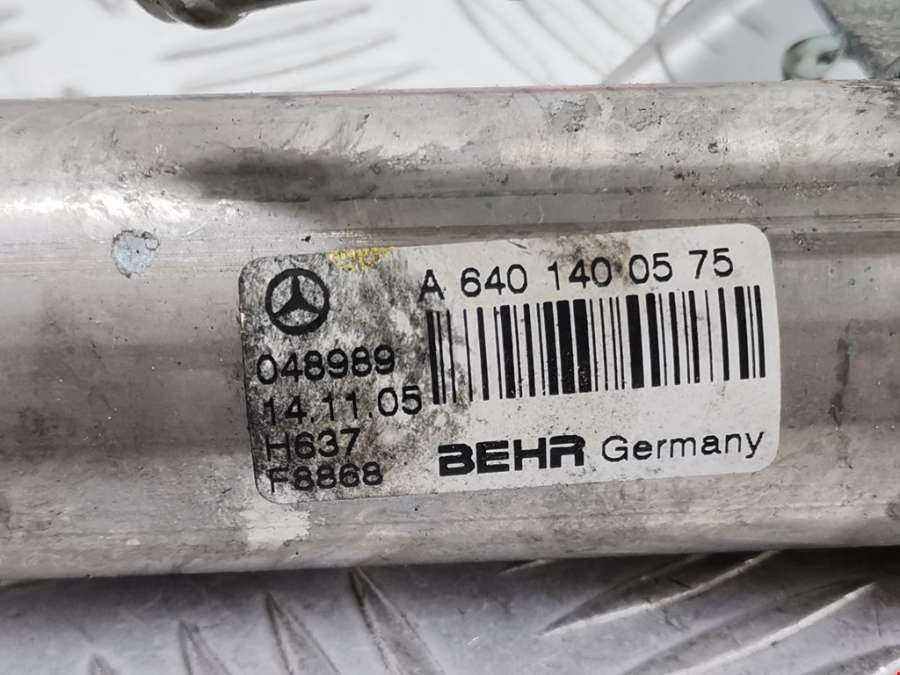 A 640 140 05 75
048989
14.11.05
H637
F8868
BEHR Germany